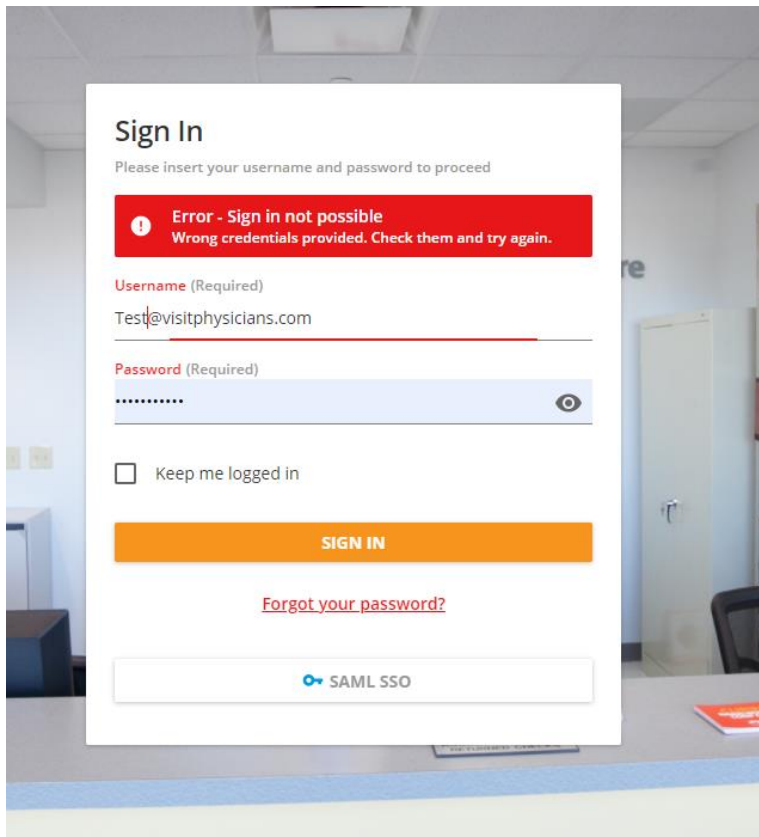 Sign In
Please insert your username and password to proceed
Error - Sign in not possible
Wrong credentials provided. Check them and try again.
re
Username (Required)
Test@visitphysicians.com
Password (Required)
•••••••••••
Keep me logged in
SIGN IN
Forgot your password?
SAML SSO